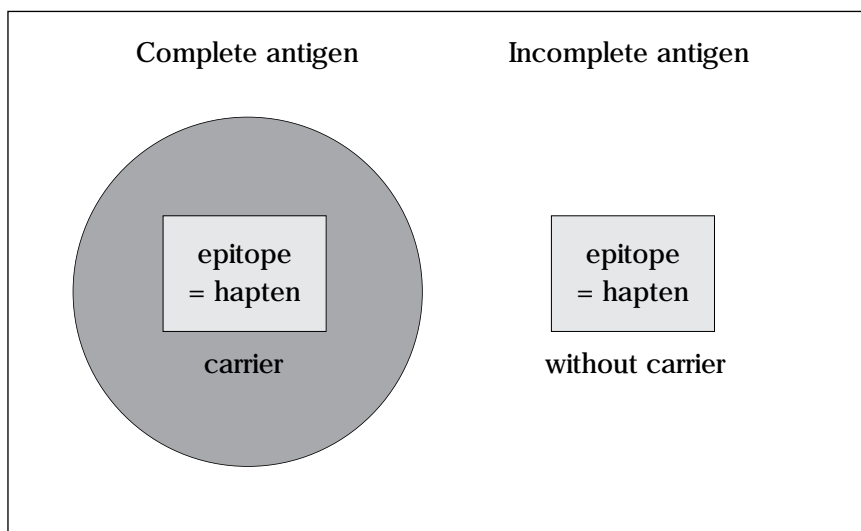 Complete antigen
Incomplete antigen
epitope
= hapten
carrier
epitope
= hapten
without carrier